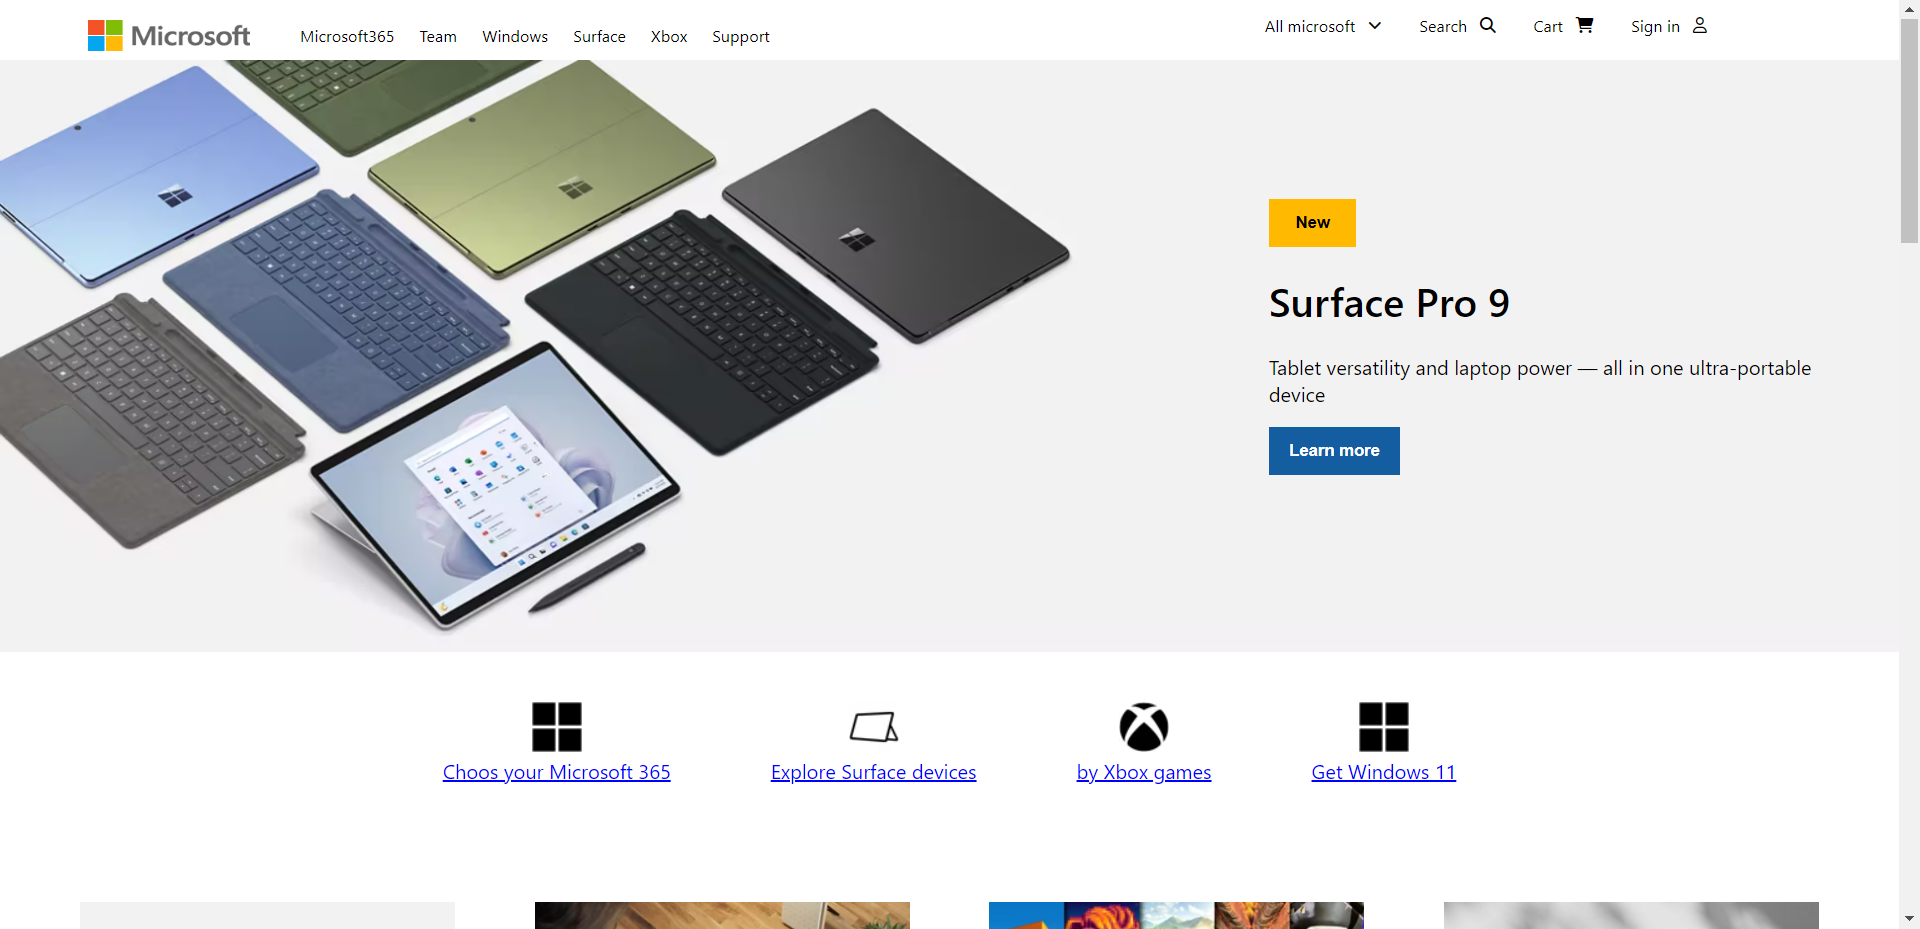 Microsoft
Microsoft365 Team Windows Surface Xbox Support
All microsoft Search Cart Sign in
New
Surface Pro 9
Tablet versatility and laptop power — all in one ultra-portable
device
Learn more
Choos your Microsoft 365
Explore Surface devices
by Xbox games
Get Windows 11